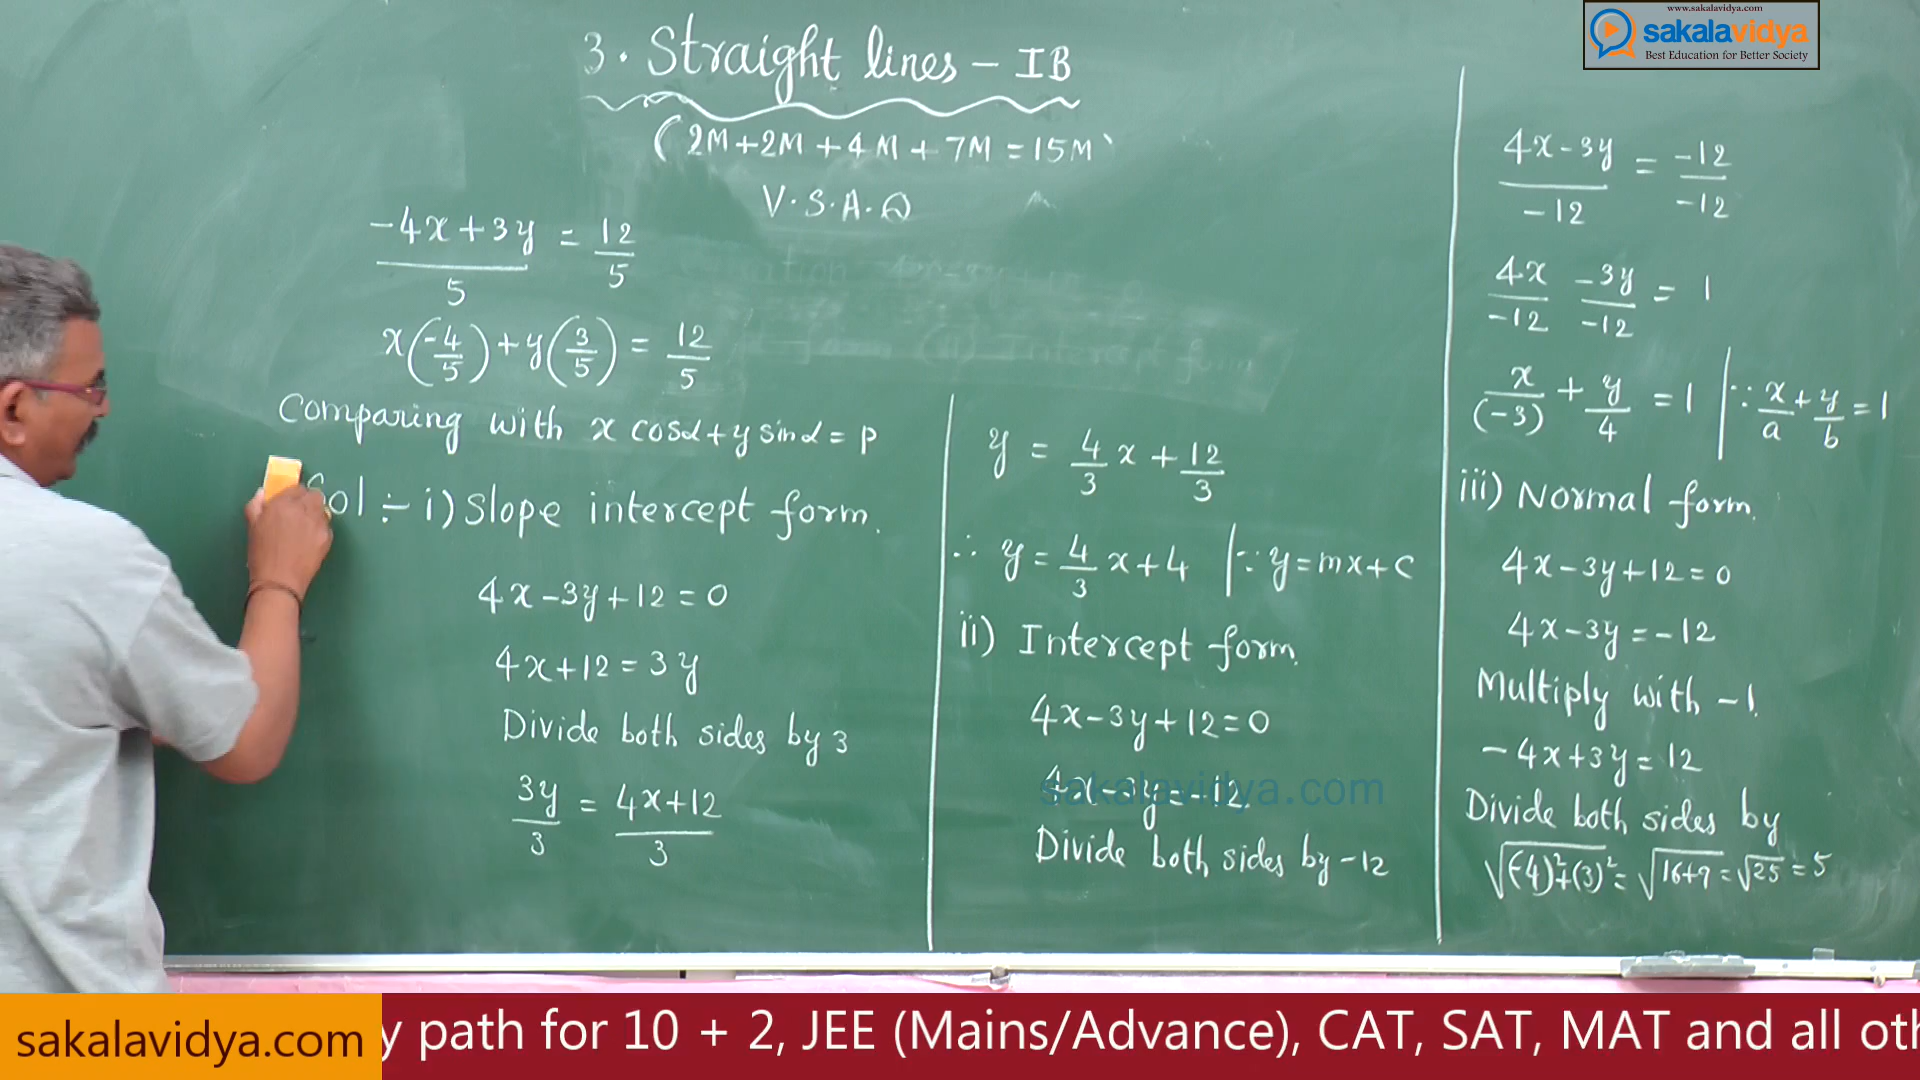 www.sakalavidya.com
sakalavidya
Best Education for Better Society
3. Straight lines - IB
(2M+2M+4M+7M=15M)
V.S.A.Q
-4x+3y/5 = 12/5
x(-4/5)+y(3/5) = 12/5
Comparing with x cosα+y sinα = p
Sol :- i) Slope intercept form.
4x-3y+12=0
4x+12=3y
Divide both sides by 3
3y/3 = 4x+12/3
y = 4/3 x + 12/3
∴ y = 4/3 x+4 | ∵ y=mx+c
ii) Intercept form.
4x-3y+12=0
4x-3y=-12
sakalavidya.com
Divide both sides by -12
4x-3y/-12 = -12/-12
4x/-12 -3y/-12 = 1
x/(-3) + y/4 = 1 | ∵ x/a + y/b = 1
iii) Normal form.
4x-3y+12=0
4x-3y=-12
Multiply with -1.
-4x+3y=12
Divide both sides by
√(-4)²+(3)² = √16+9 = √25 = 5
sakalavidya.com
y path for 10 + 2, JEE (Mains/Advance), CAT, SAT, MAT and all oth